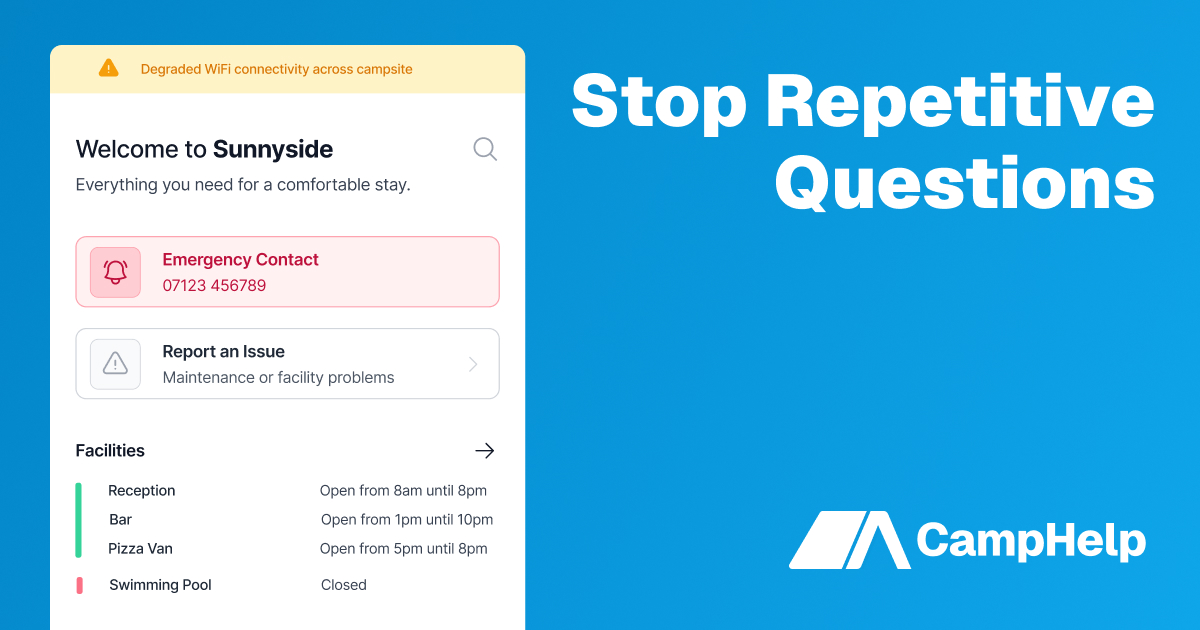 Degraded WiFi connectivity across campsite
Welcome to Sunnyside
Everything you need for a comfortable stay.
Emergency Contact
07123 456789
Report an Issue
Maintenance or facility problems
Facilities
Reception Open from 8am until 8pm
Bar Open from 1pm until 10pm
Pizza Van Open from 5pm until 8pm
Swimming Pool Closed
Stop Repetitive
Questions
CampHelp